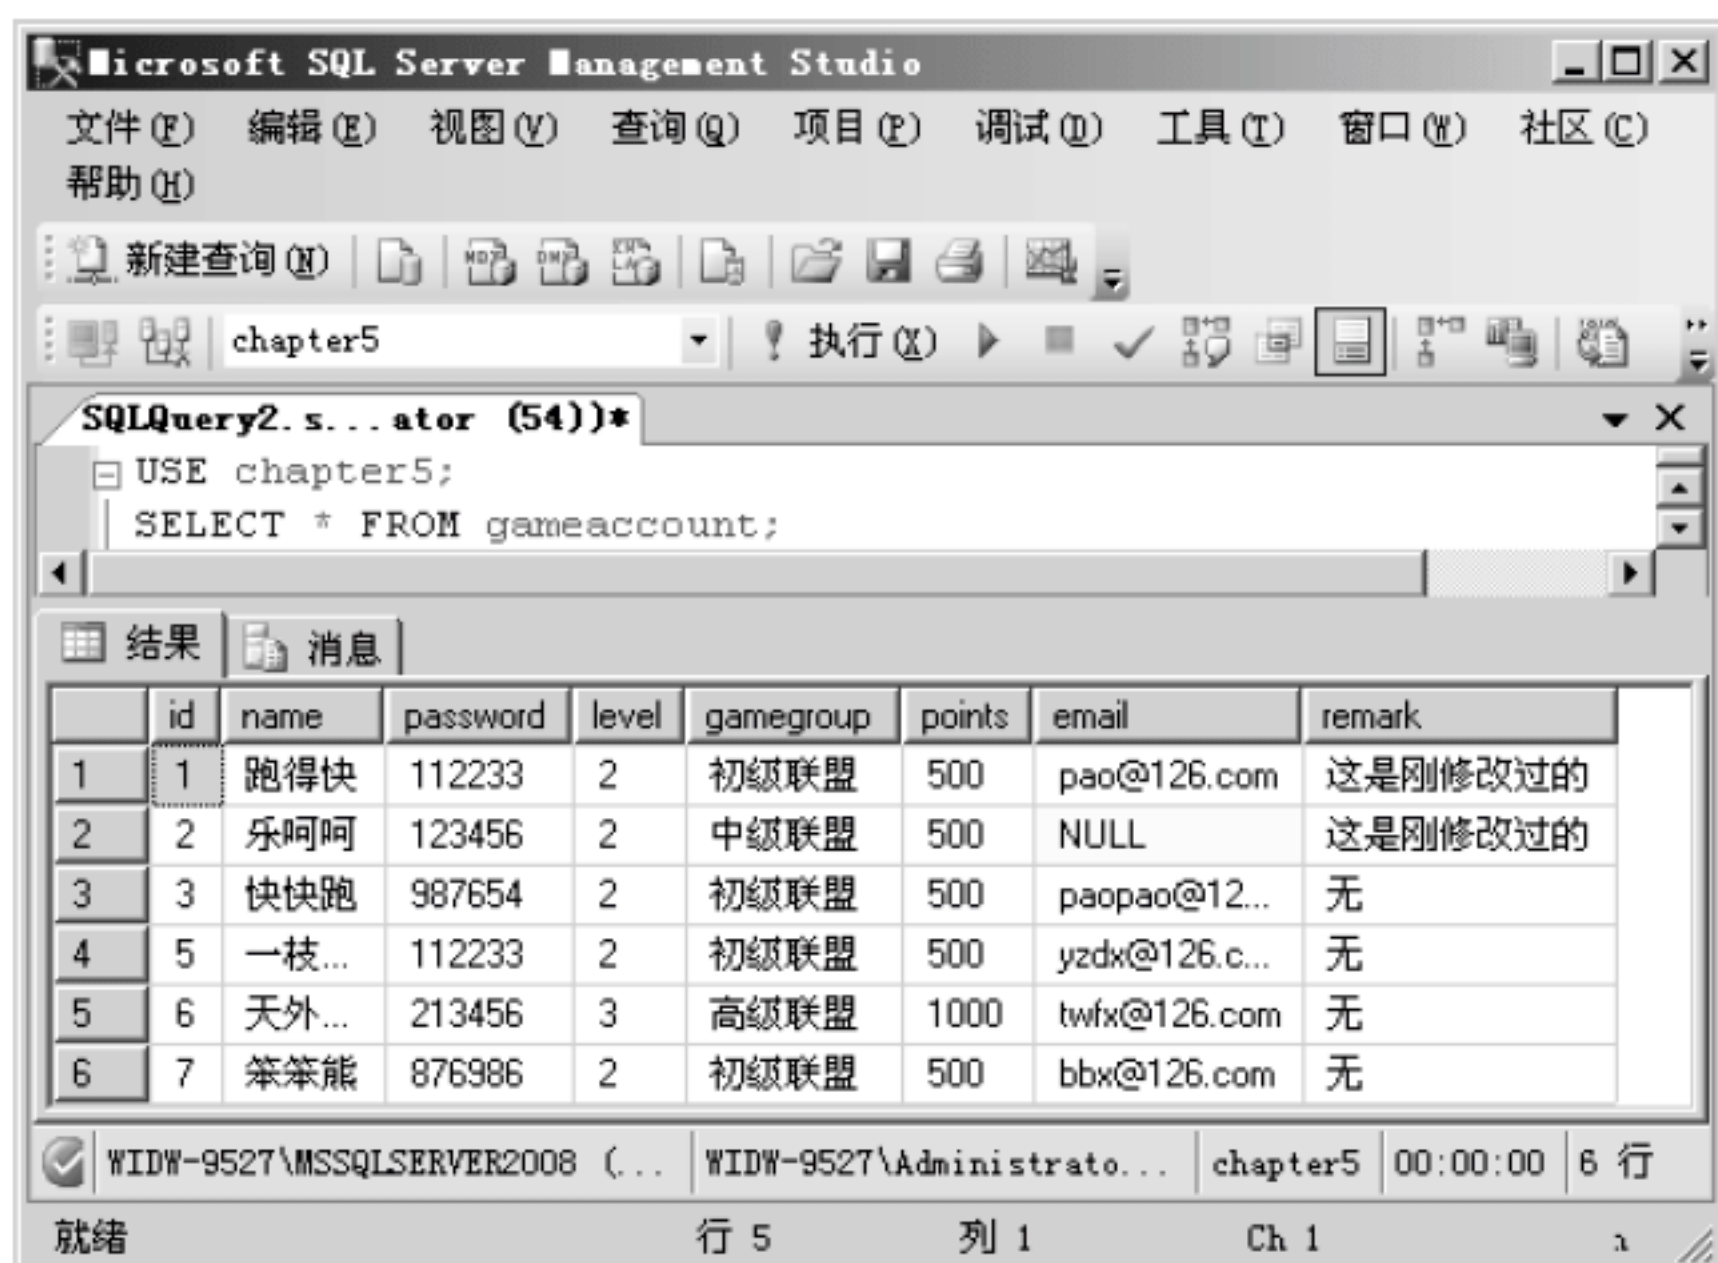 Microsoft SQL Server Management Studio
文件(F) 编辑(E) 视图(V) 查询(Q) 项目(P) 调试(D) 工具(T) 窗口(W) 社区(C)
帮助(H)
新建查询(N)
chapter5 执行(X)
SQLQuery2.s...ator (54))*
USE chapter5;
SELECT * FROM gameaccount;
结果 消息
id name password level gamegroup points email remark
1 1 跑得快 112233 2 初级联盟 500 pao@126.com 这是刚修改过的
2 2 乐呵呵 123456 2 中级联盟 500 NULL 这是刚修改过的
3 3 快快跑 987654 2 初级联盟 500 paopao@12... 无
4 5 一枝... 112233 2 初级联盟 500 yzdx@126.c... 无
5 6 天外... 213456 3 高级联盟 1000 twfx@126.com 无
6 7 笨笨熊 876986 2 初级联盟 500 bbx@126.com 无
WIDW-9527\MSSQLSERVER2008 (... WIDW-9527\Administrato... chapter5 00:00:00 6 行
就绪 行 5 列 1 Ch 1